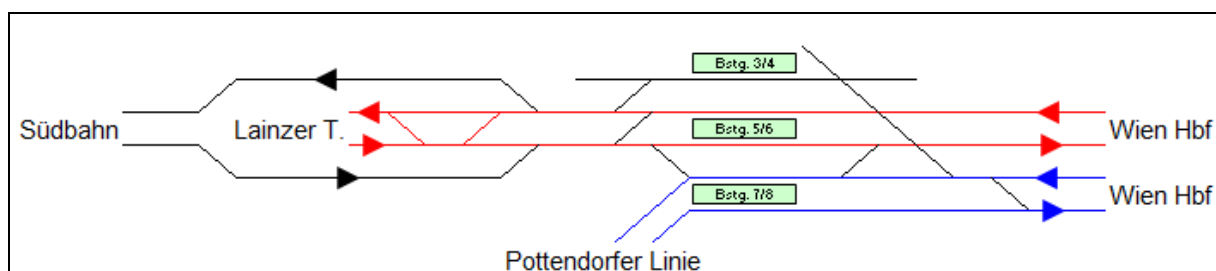 Bstg. 3/4
Südbahn
Lainzer T.
Bstg. 5/6
Wien Hbf
Bstg. 7/8
Wien Hbf
Pottendorfer Linie